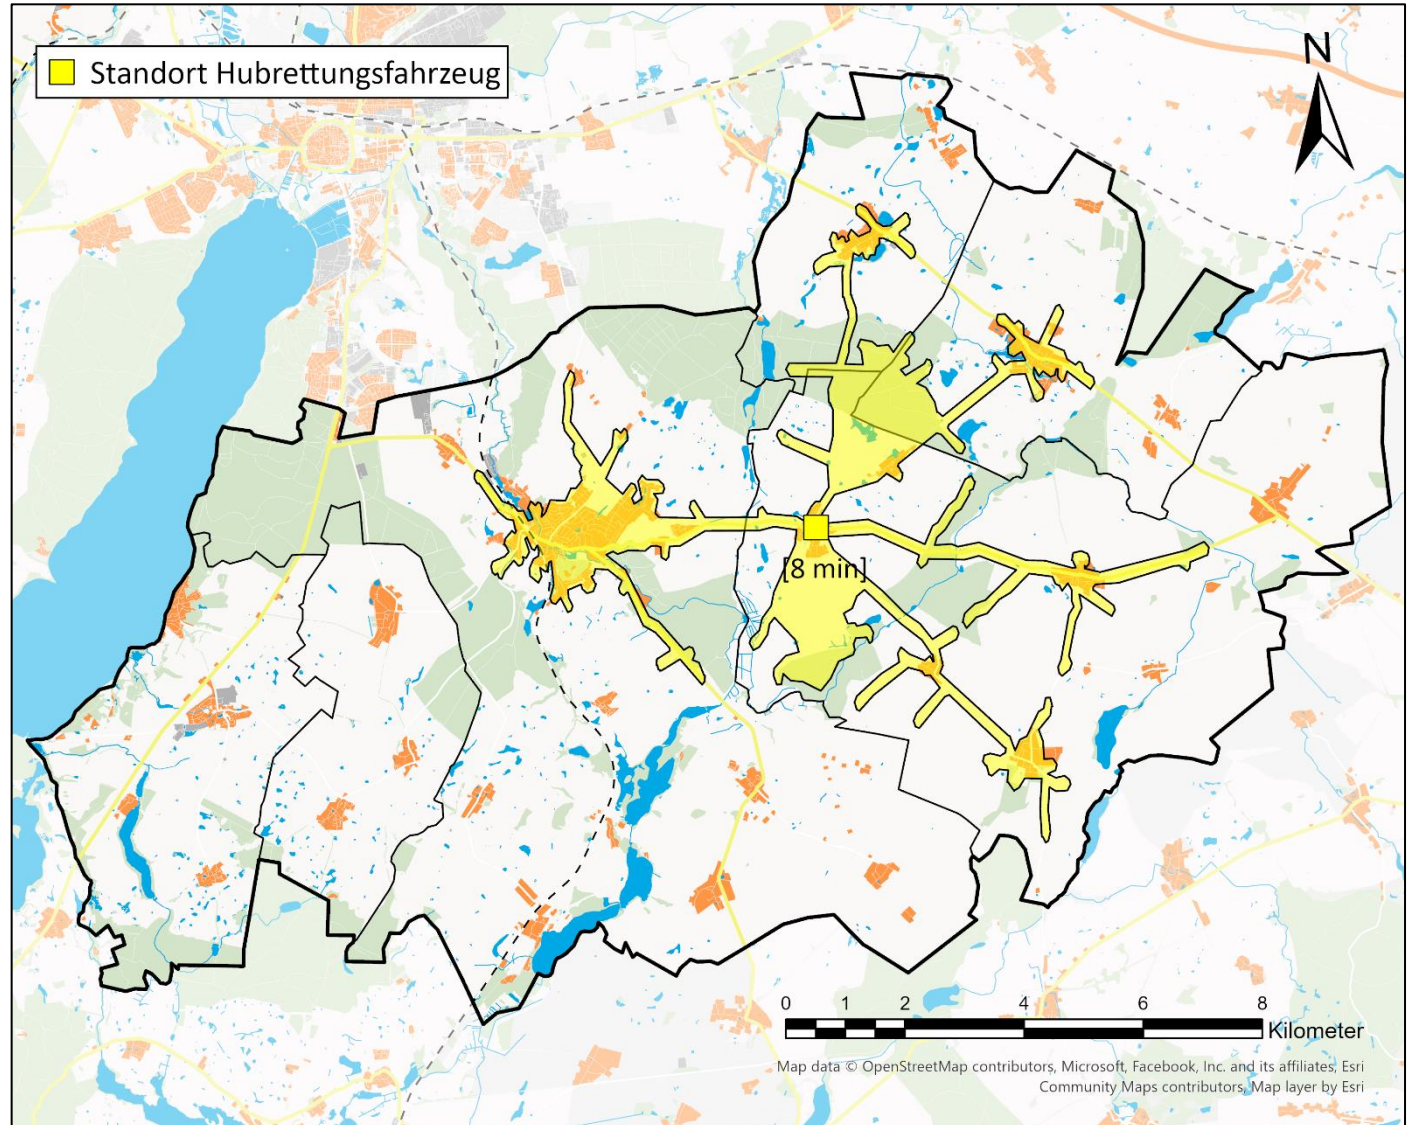 Standort Hubrettungsfahrzeug
N
[8 min]
0 1 2 4 6 8
Kilometer
Map data © OpenStreetMap contributors, Microsoft, Facebook, Inc. and its affiliates, Esri
Community Maps contributors, Map layer by Esri